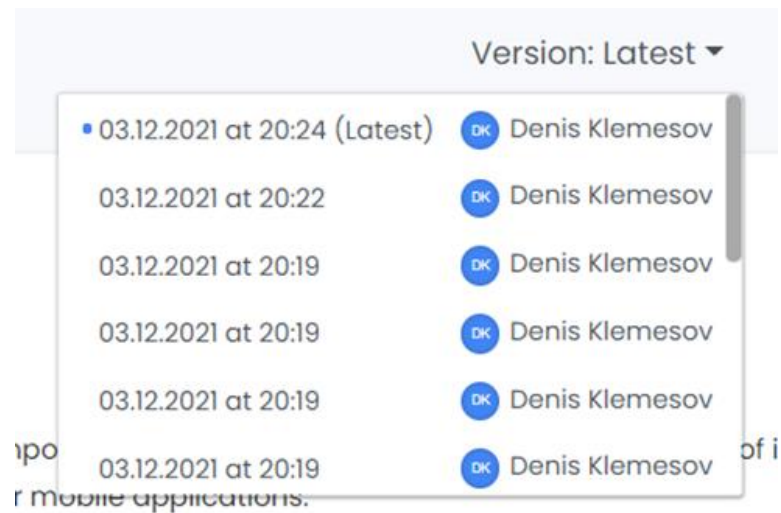 Version: Latest
03.12.2021 at 20:24 (Latest) DK Denis Klemesov
03.12.2021 at 20:22 DK Denis Klemesov
03.12.2021 at 20:19 DK Denis Klemesov
03.12.2021 at 20:19 DK Denis Klemesov
03.12.2021 at 20:19 DK Denis Klemesov
03.12.2021 at 20:19 DK Denis Klemesov
of i
r mobile applications.